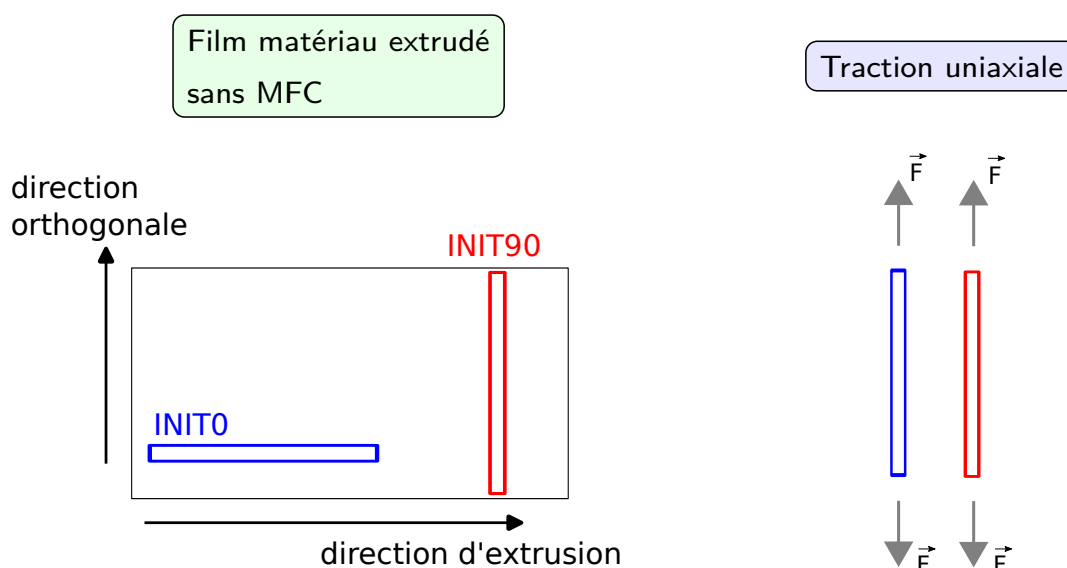 Film matériau extrudé
sans MFC
Traction uniaxiale
direction
orthogonale
INIT90
INIT0
direction d'extrusion
F
F
F
F